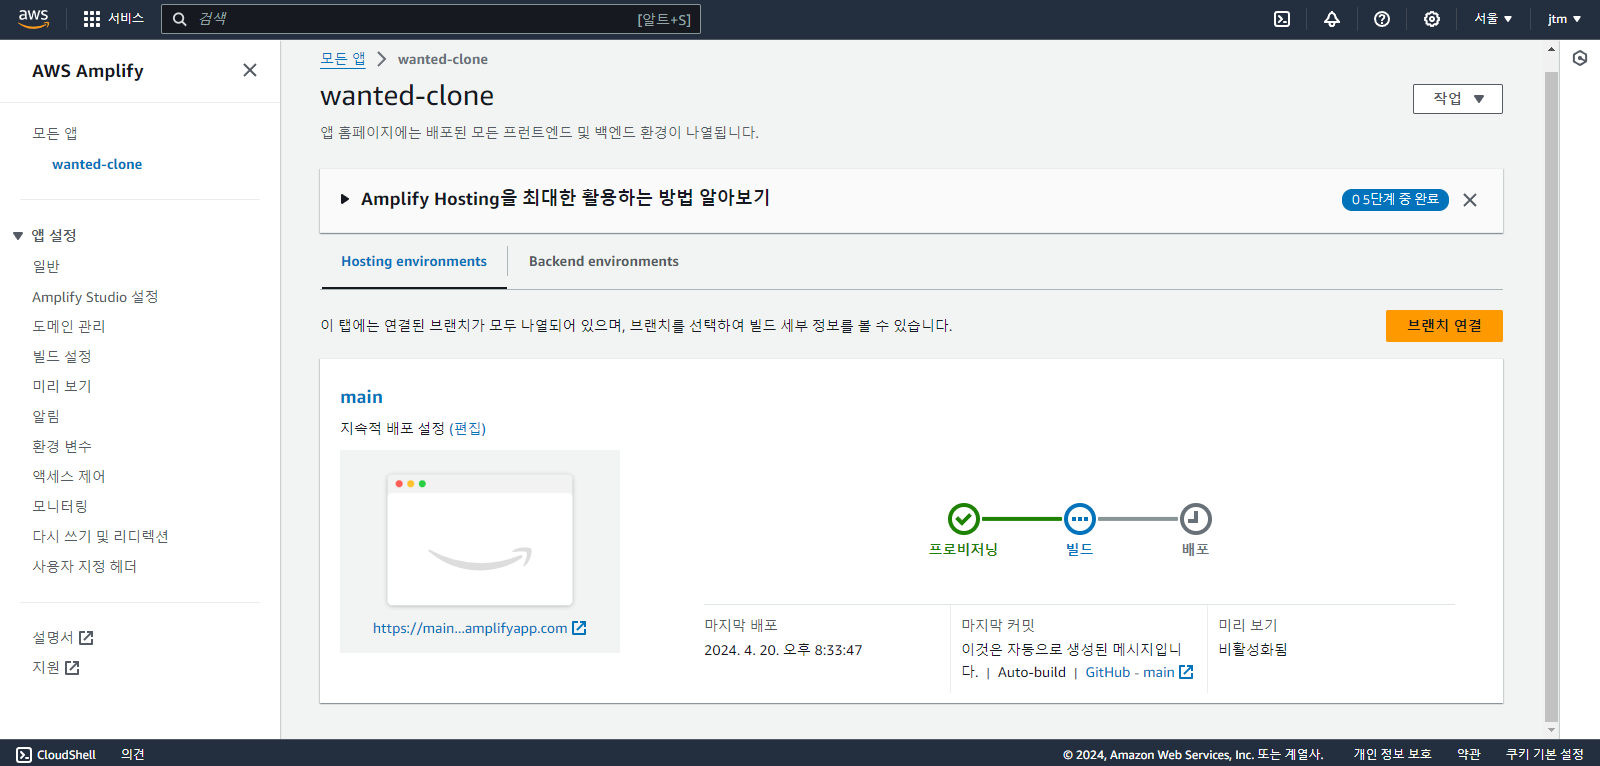 aws
서비스
검색
[알트+S]
서울 ▼
jtm ▼
AWS Amplify
모든 앱
wanted-clone
앱 설정
일반
Amplify Studio 설정
도메인 관리
빌드 설정
미리 보기
알림
환경 변수
액세스 제어
모니터링
다시 쓰기 및 리디렉션
사용자 지정 헤더
설명서
지원
모든 앱 > wanted-clone
wanted-clone
작업 ▼
앱 홈페이지에는 배포된 모든 프런트엔드 및 백엔드 환경이 나열됩니다.
Amplify Hosting을 최대한 활용하는 방법 알아보기
0 5단계 중 완료
Hosting environments
Backend environments
이 탭에는 연결된 브랜치가 모두 나열되어 있으며, 브랜치를 선택하여 빌드 세부 정보를 볼 수 있습니다.
브랜치 연결
main
지속적 배포 설정 (편집)
https://main...amplifyapp.com
프로비저닝
빌드
배포
마지막 배포
2024. 4. 20. 오후 8:33:47
마지막 커밋
이것은 자동으로 생성된 메시지입니
다. | Auto-build | GitHub - main
미리 보기
비활성화됨
CloudShell
의견
© 2024, Amazon Web Services, Inc. 또는 계열사.
개인 정보 보호
약관
쿠키 기본 설정